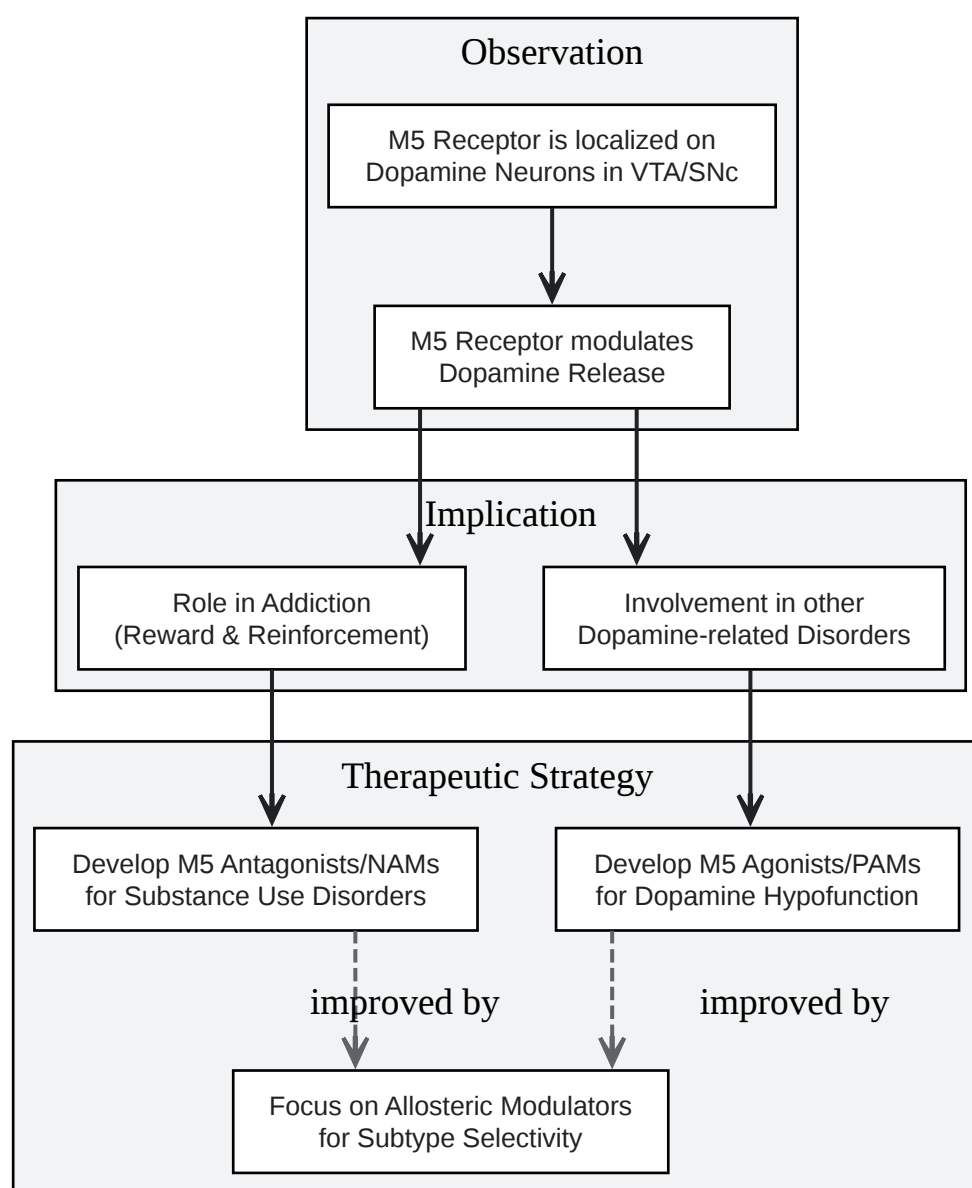 Observation
M5 Receptor is localized on
Dopamine Neurons in VTA/SNc
M5 Receptor modulates
Dopamine Release
Implication
Role in Addiction
(Reward & Reinforcement)
Involvement in other
Dopamine-related Disorders
Therapeutic Strategy
Develop M5 Antagonists/NAMs
for Substance Use Disorders
Develop M5 Agonists/PAMs
for Dopamine Hypofunction
improved by
improved by
Focus on Allosteric Modulators
for Subtype Selectivity